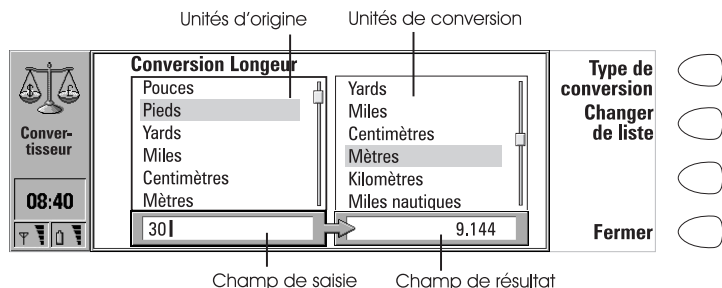 Unités d'origine
Unités de conversion
Conver-
tisseur
08:40
Conversion Longeur
Pouces
Pieds
Yards
Miles
Centimètres
Mètres
30
Yards
Miles
Centimètres
Mètres
Kilomètres
Miles nautiques
9.144
Type de
conversion
Changer
de liste
Fermer
Champ de saisie
Champ de résultat